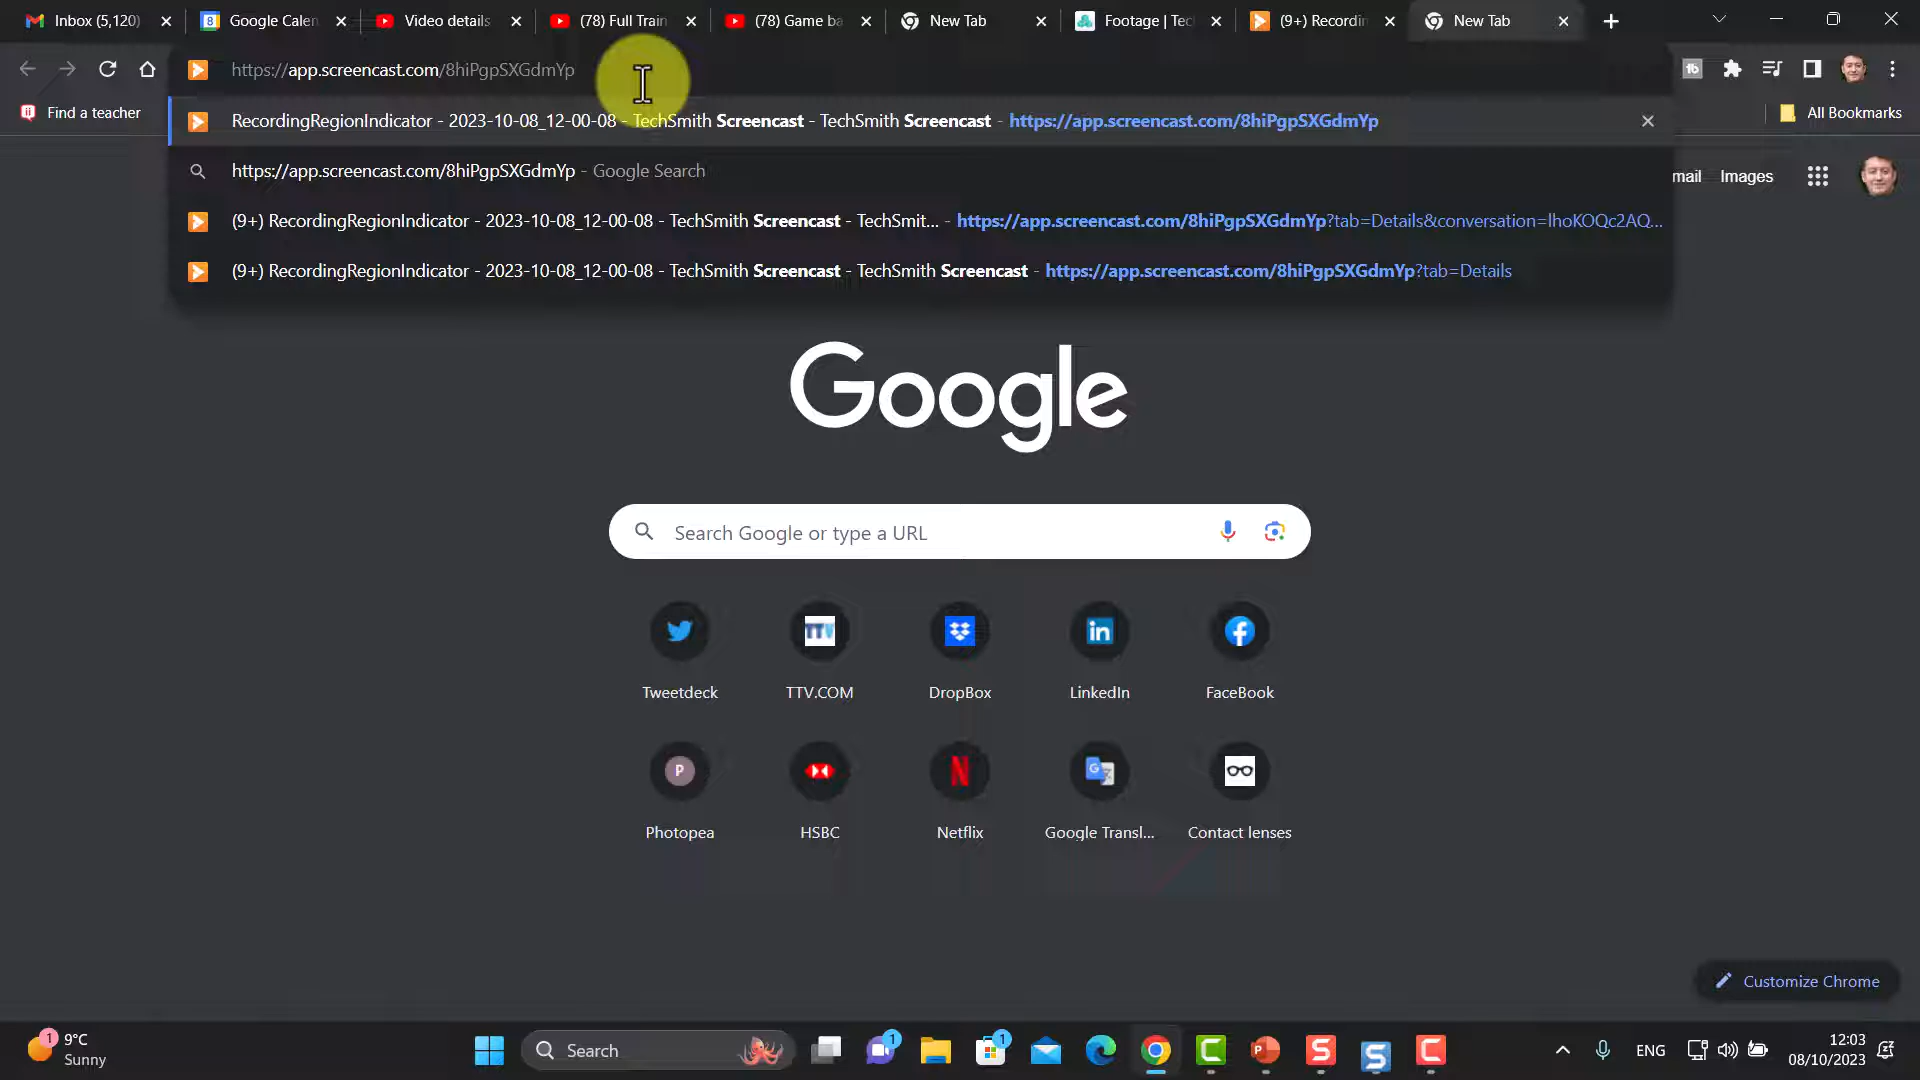 Inbox (5,120)
Google Calen
Video details
(78) Full Train
(78) Game ba
New Tab
Footage | Tec
(9+) Recordin
New Tab
https://app.screencast.com/8hiPgpSXGdmYp
Find a teacher
RecordingRegionIndicator - 2023-10-08_12-00-08 - TechSmith Screencast - TechSmith Screencast - https://app.screencast.com/8hiPgpSXGdmYp
All Bookmarks
https://app.screencast.com/8hiPgpSXGdmYp - Google Search
mail
Images
(9+) RecordingRegionIndicator - 2023-10-08_12-00-08 - TechSmith Screencast - TechSmit... - https://app.screencast.com/8hiPgpSXGdmYp?tab=Details&conversation=lhoKOQc2AQ...
(9+) RecordingRegionIndicator - 2023-10-08_12-00-08 - TechSmith Screencast - TechSmith Screencast - https://app.screencast.com/8hiPgpSXGdmYp?tab=Details
Google
Search Google or type a URL
TTV
Tweetdeck
TTV.COM
DropBox
LinkedIn
FaceBook
P
Photopea
HSBC
Netflix
Google Transl...
Contact lenses
Customize Chrome
1
9°C
Sunny
Search
1
1
ENG
12:03
08/10/2023